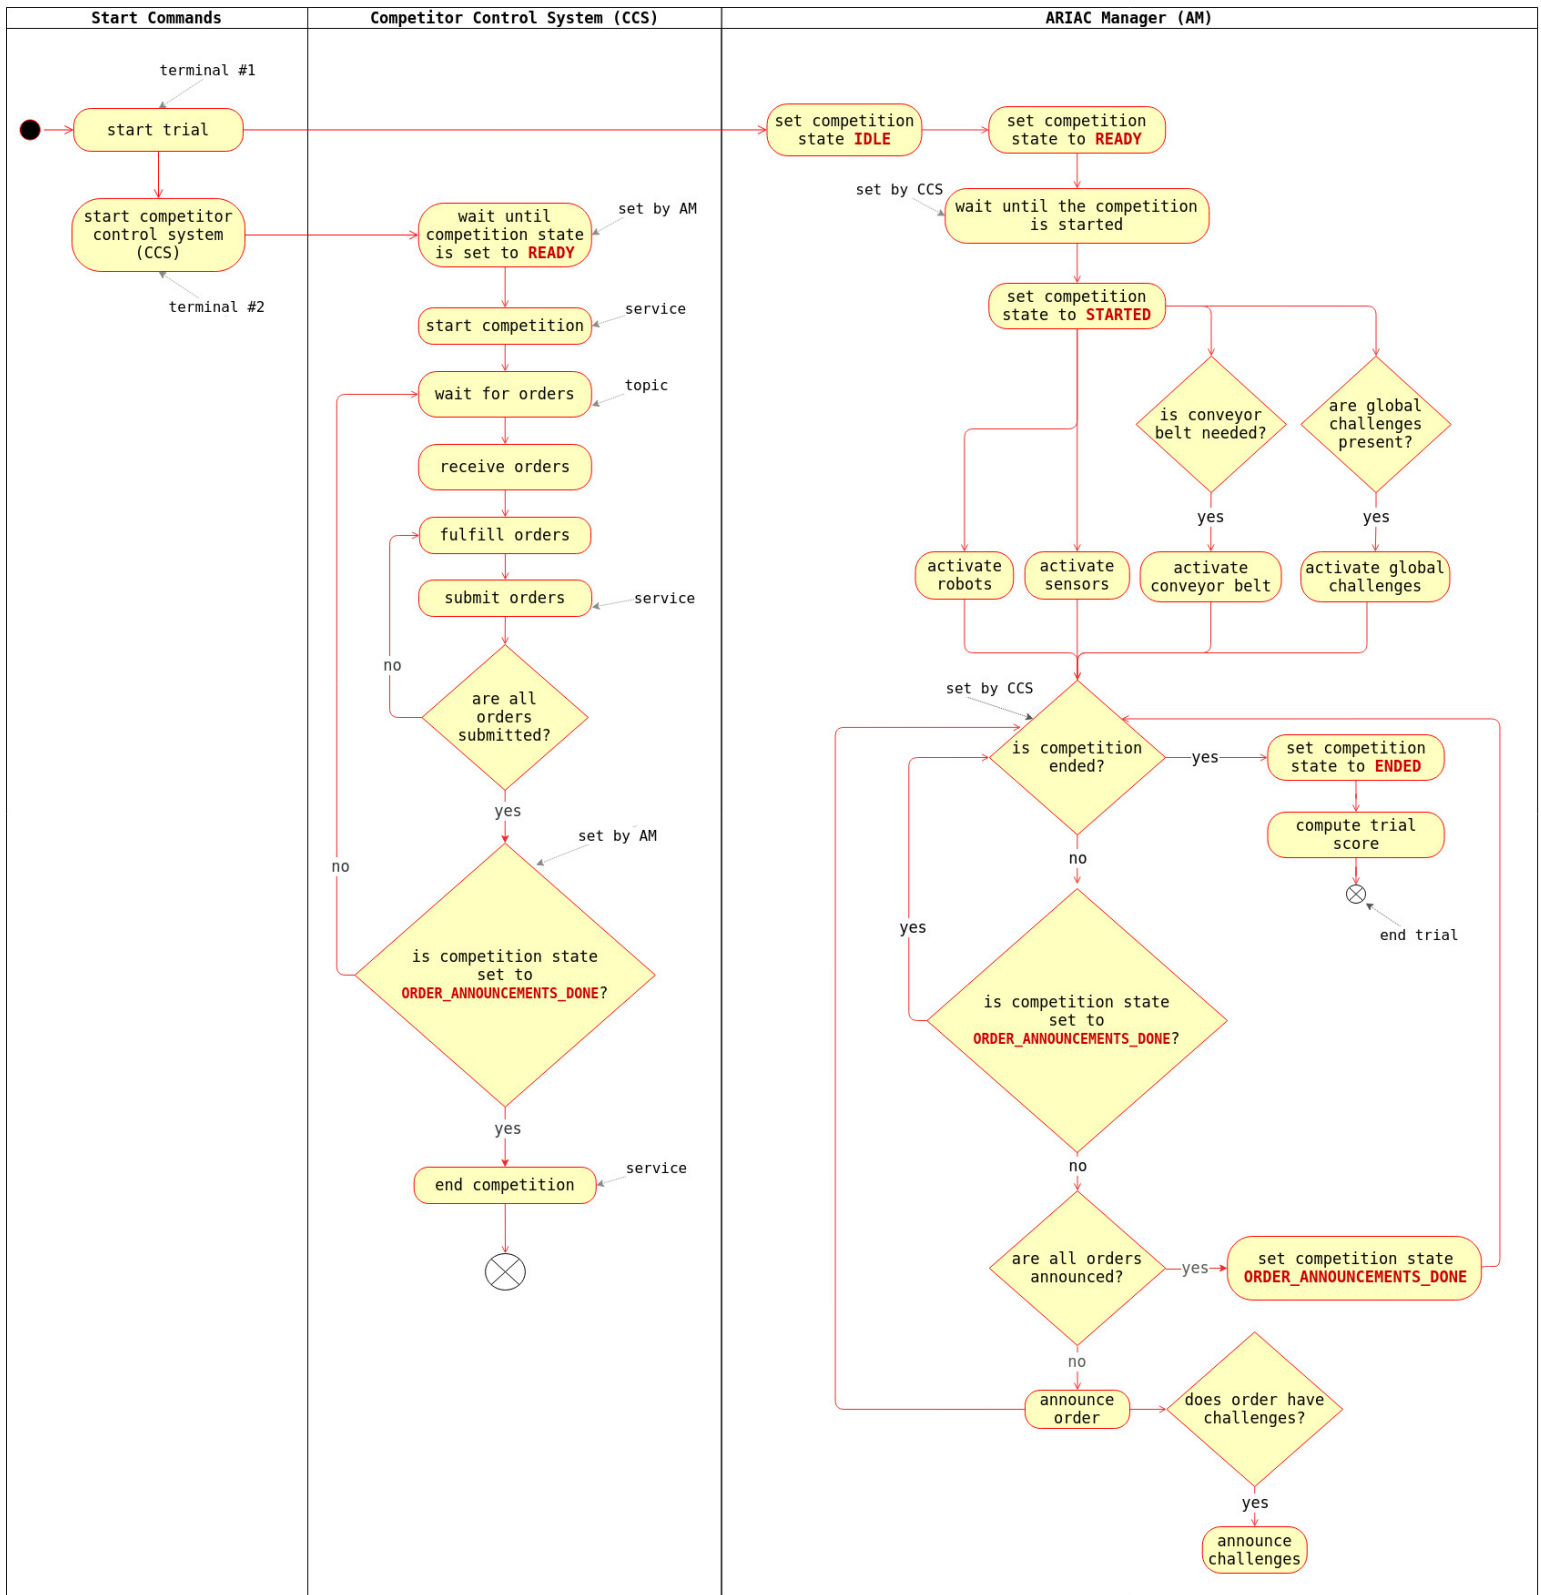 Start Commands
Competitor Control System (CCS)
ARIAC Manager (AM)
terminal #1
start trial
start competitor
control system
(CCS)
terminal #2
wait until
competition state
is set to READY
set by AM
start competition
service
wait for orders
topic
receive orders
fulfill orders
submit orders
service
no
are all
orders
submitted?
yes
set by AM
no
is competition state
set to
ORDER_ANNOUNCEMENTS_DONE?
yes
end competition
service
set competition
state IDLE
set competition
state to READY
set by CCS
wait until the competition
is started
set competition
state to STARTED
is conveyor
belt needed?
are global
challenges
present?
yes
yes
activate
robots
activate
sensors
activate
conveyor belt
activate global
challenges
set by CCS
is competition
ended?
yes
set competition
state to ENDED
compute trial
score
end trial
no
yes
is competition state
set to
ORDER_ANNOUNCEMENTS_DONE?
no
are all orders
announced?
yes
set competition state
ORDER_ANNOUNCEMENTS_DONE
no
announce
order
does order have
challenges?
yes
announce
challenges